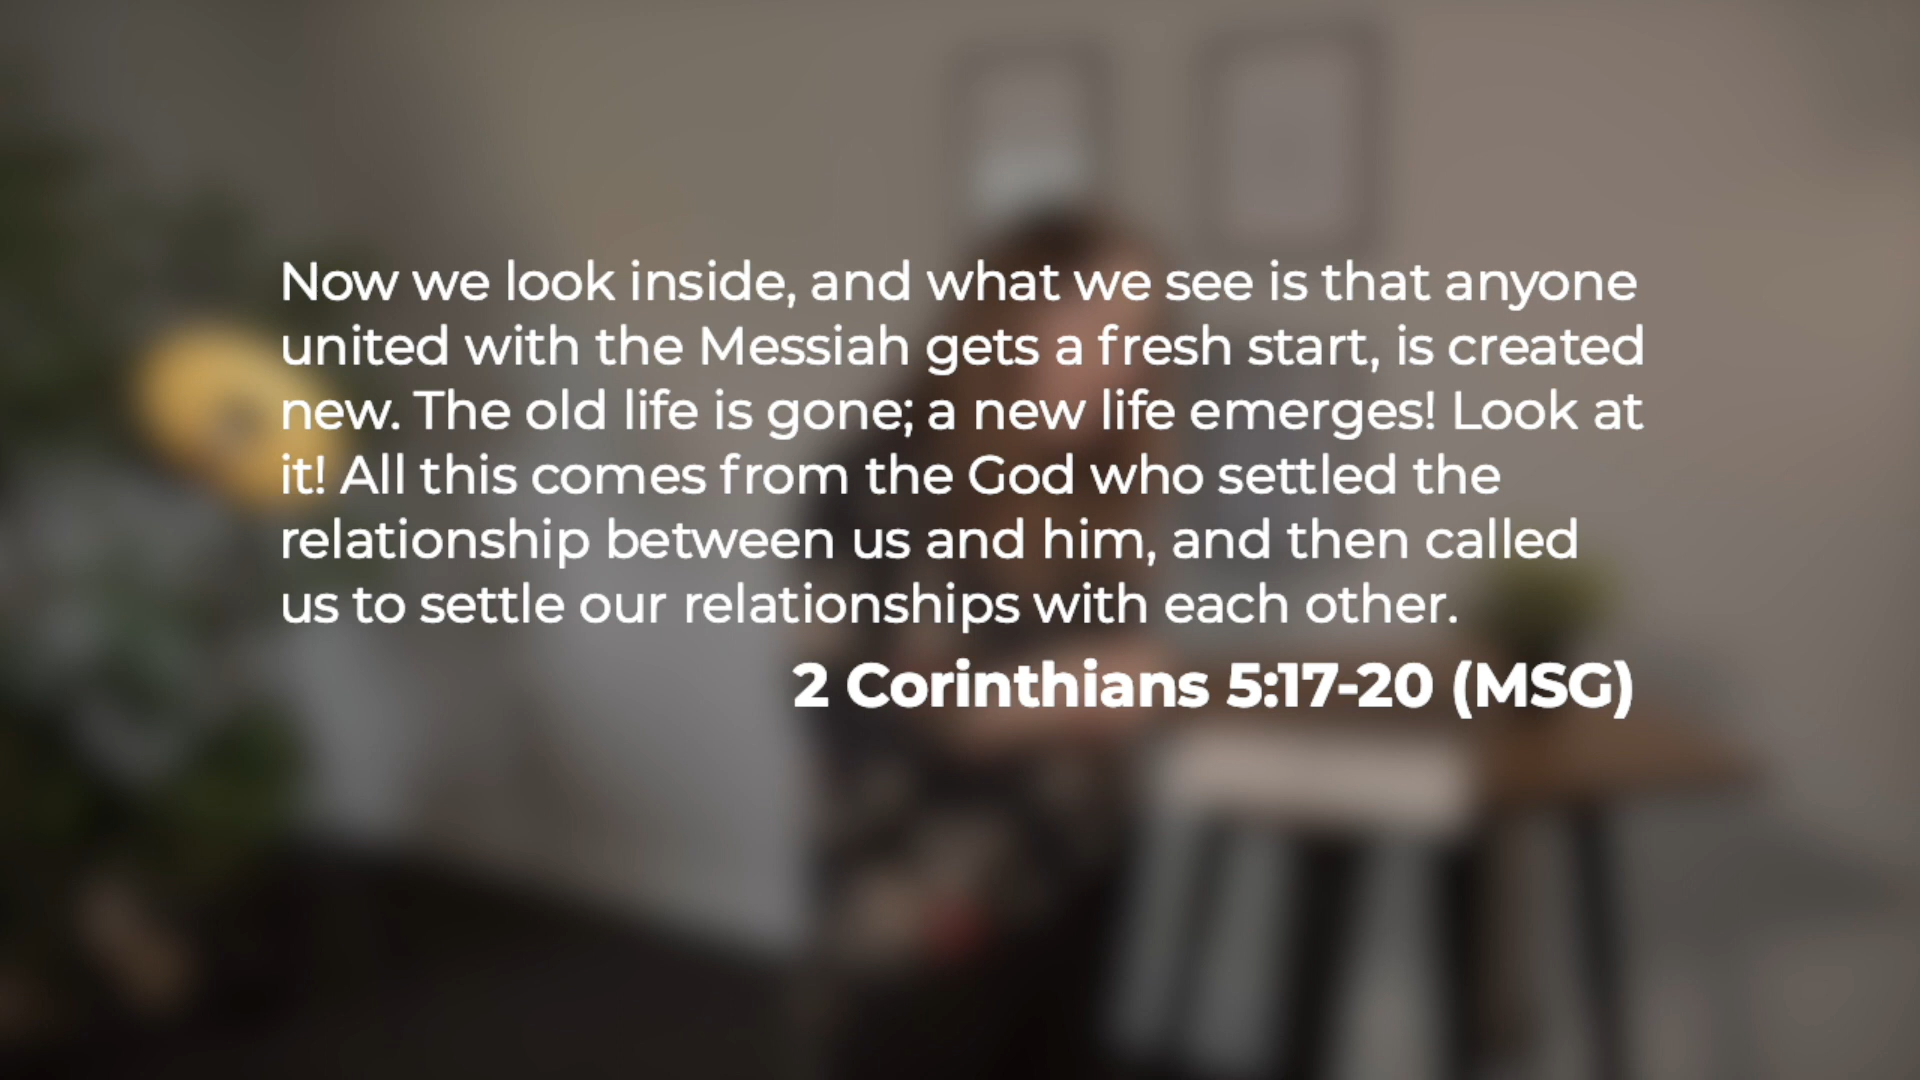 Now we look inside, and what we see is that anyone
united with the Messiah gets a fresh start, is created
new. The old life is gone; a new life emerges! Look at
it! All this comes from the God who settled the
relationship between us and him, and then called
us to settle our relationships with each other.
2 Corinthians 5:17-20 (MSG)